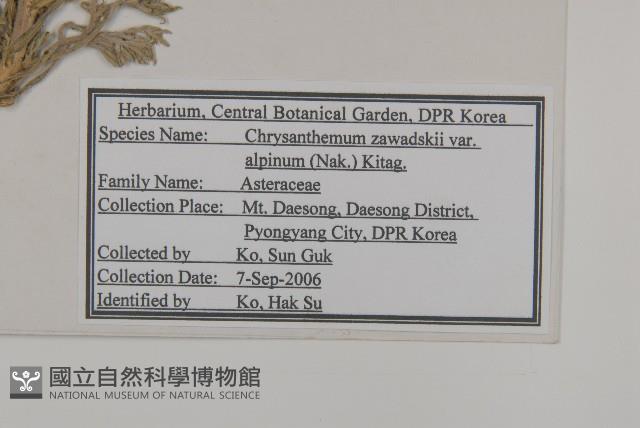 Herbarium, Central Botanical Garden, DPR Korea
Species Name: Chrysanthemum zawadskii var.
alpinum (Nak.) Kitag.
Family Name: Asteraceae
Collection Place: Mt. Daesong, Daesong District,
Pyongyang City, DPR Korea
Collected by Ko, Sun Guk
Collection Date: 7-Sep-2006
Identified by Ko, Hak Su
國立自然科學博物館
NATIONAL MUSEUM OF NATURAL SCIENCE